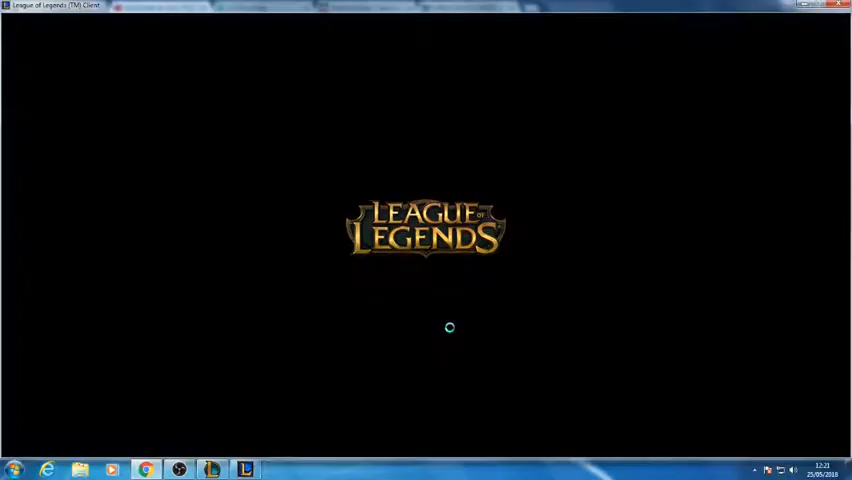 League of Legends (TM) Client
LEAGUE OF
LEGENDS
12:21
25/05/2018